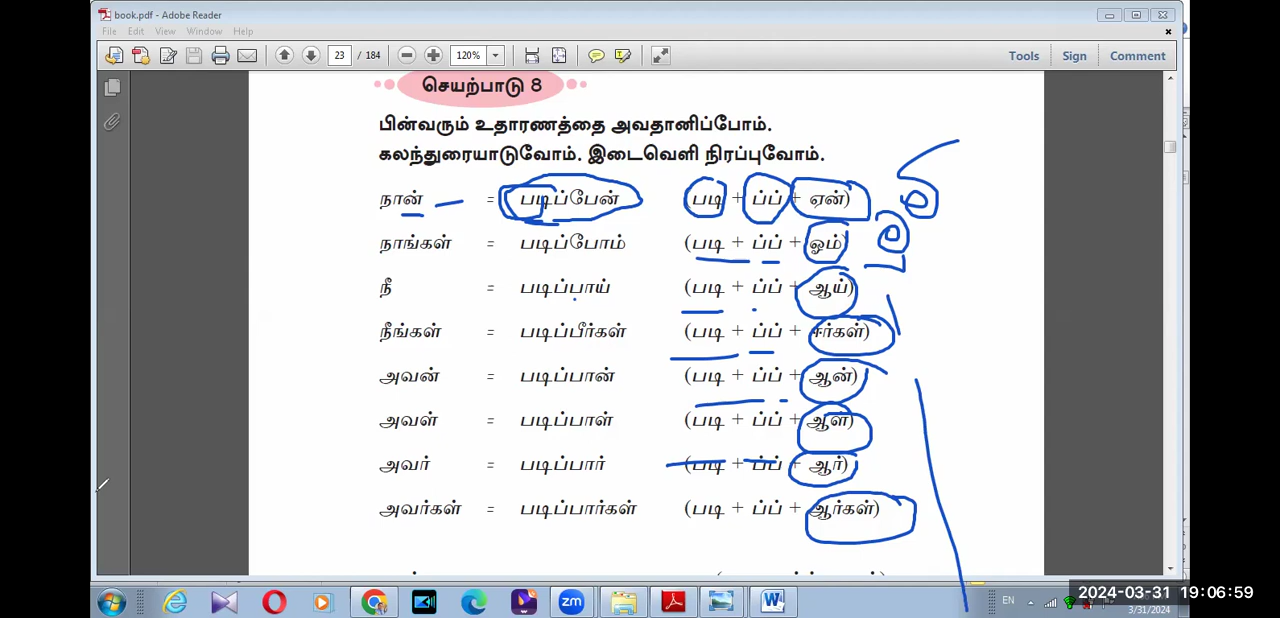 book.pdf - Adobe Reader
File Edit View Window Help
23 / 184 120% Tools Sign Comment
செயற்பாடு 8
பின்வரும் உதாரணத்தை அவதானிப்போம்.
கலந்துரையாடுவோம். இடைவெளி நிரப்புவோம்.
நான் = படிப்பேன் (படி + ப்ப் + ஏன்)
நாங்கள் = படிப்போம் (படி + ப்ப் + ஓம்)
நீ = படிப்பாய் (படி + ப்ப் + ஆய்)
நீங்கள் = படிப்பீர்கள் (படி + ப்ப் + ஈர்கள்)
அவன் = படிப்பான் (படி + ப்ப் + ஆன்)
அவள் = படிப்பாள் (படி + ப்ப் + ஆள்)
அவர் = படிப்பார் (படி + ப்ப் + ஆர்)
அவர்கள் = படிப்பார்கள் (படி + ப்ப் + ஆர்கள்)
EN
2024-03-31 19:06:59
3/31/2024